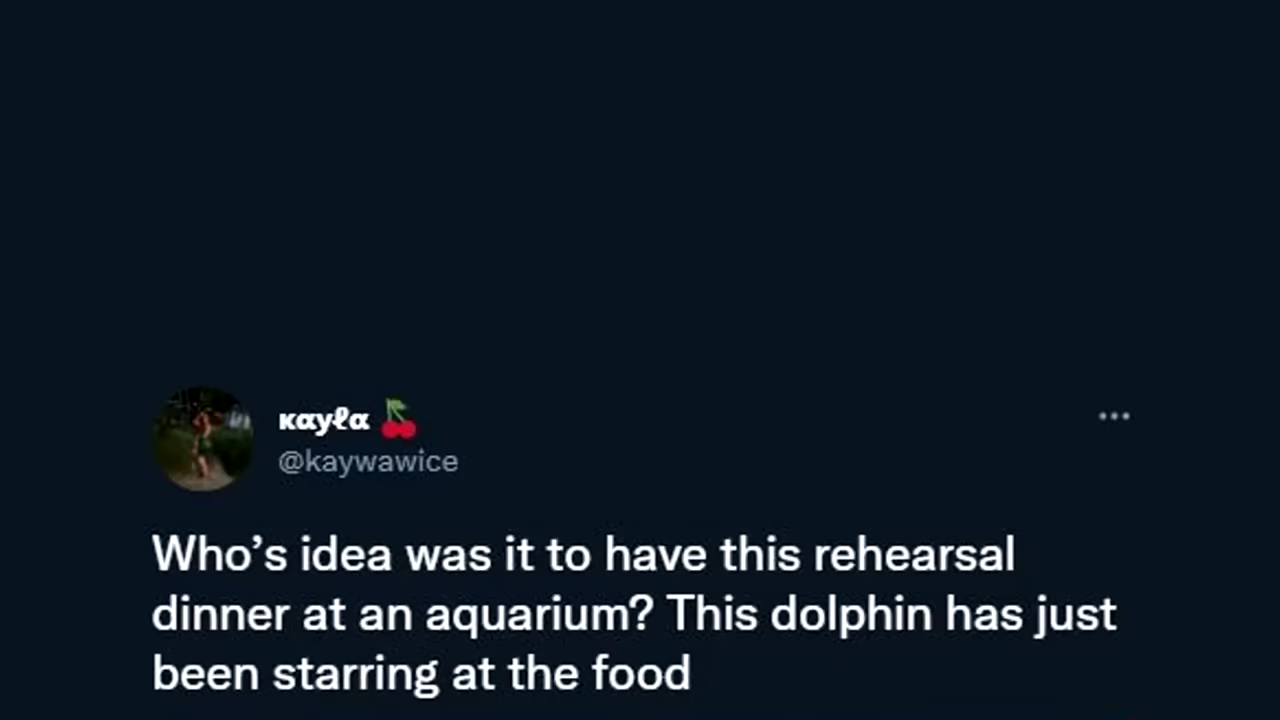 кαyℓα 🍒
@kaywawice
Who’s idea was it to have this rehearsal
dinner at an aquarium? This dolphin has just
been starring at the food